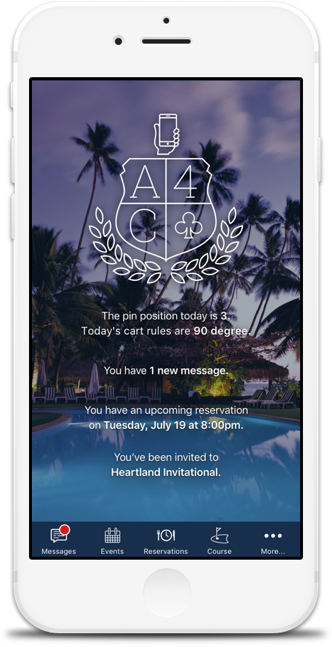 A 4
C
The pin position today is 3.
Today's cart rules are 90 degree.
You have 1 new message.
You have an upcoming reservation
on Tuesday, July 19 at 8:00pm.
You've been invited to
Heartland Invitational.
Messages Events Reservations Course More...